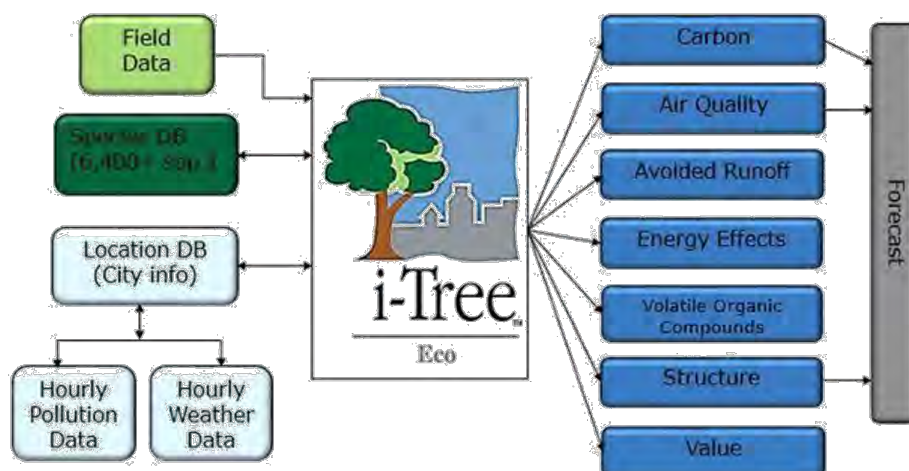 Field
Data
Species DB
(6,400+ spp.)
Location DB
(City info)
Hourly
Pollution
Data
Hourly
Weather
Data
i-Tree™
Eco
Carbon
Air Quality
Avoided Runoff
Energy Effects
Volatile Organic
Compounds
Structure
Value
Forecast